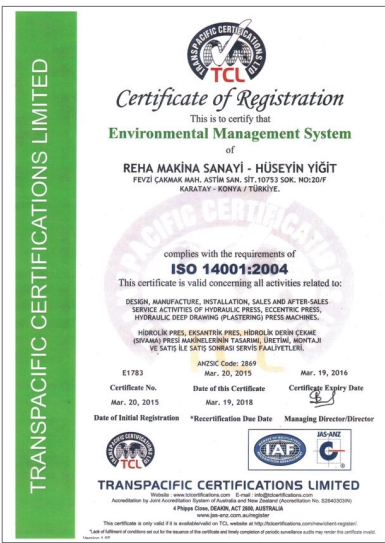 TRANSPACIFIC CERTIFICATIONS LIMITED
TRANSPACIFIC CERTIFICATIONS LTD
TCL
Certificate of Registration
This is to certify that
Environmental Management System
of
REHA MAKİNA SANAYİ - HÜSEYİN YİĞİT
FEVZİ ÇAKMAK MAH. ASTİM SAN. SİT.10753 SOK. NO:20/F
KARATAY - KONYA / TÜRKİYE.
complies with the requirements of
ISO 14001:2004
This certificate is valid concerning all activities related to:
DESIGN, MANUFACTURE, INSTALLATION, SALES AND AFTER-SALES
SERVICE ACTIVITIES OF HYDRAULIC PRESS, ECCENTRIC PRESS,
HYDRAULIC DEEP DRAWING (PLASTERING) PRESS MACHINES.
HİDROLİK PRES, EKSANTRİK PRES, HİDROLİK DERİN ÇEKME
(SIVAMA) PRESİ MAKİNELERİNİN TASARIMI, ÜRETİMİ, MONTAJI
VE SATIŞ İLE SATIŞ SONRASI SERVİS FAALİYETLERİ.
ANZSIC Code: 2869
E1783 Mar. 20, 2015 Mar. 19, 2016
Certificate No. Date of this Certificate Certificate Expiry Date
Mar. 20, 2015 Mar. 19, 2018
Date of Initial Registration *Recertification Due Date Managing Director/Director
TCL
IAF
JAS-ANZ
TRANSPACIFIC CERTIFICATIONS LIMITED
Website : www.tclcertifications.com E-mail : info@tclcertifications.com
Accreditation by Joint Accreditation System of Australia and New Zealand (Accreditation No. S2640303IN)
4 Phipps Close, DEAKIN, ACT 2600, AUSTRALIA
www.jas-anz.com.au/register
This certificate is only valid if it is available/valid on TCL website at http://tclcertifications.com/new/client-register/.
*Lack of fulfilment of conditions set out for the issuance of this certificate and timely completion of periodic surveillance audits may render this certificate invalid.